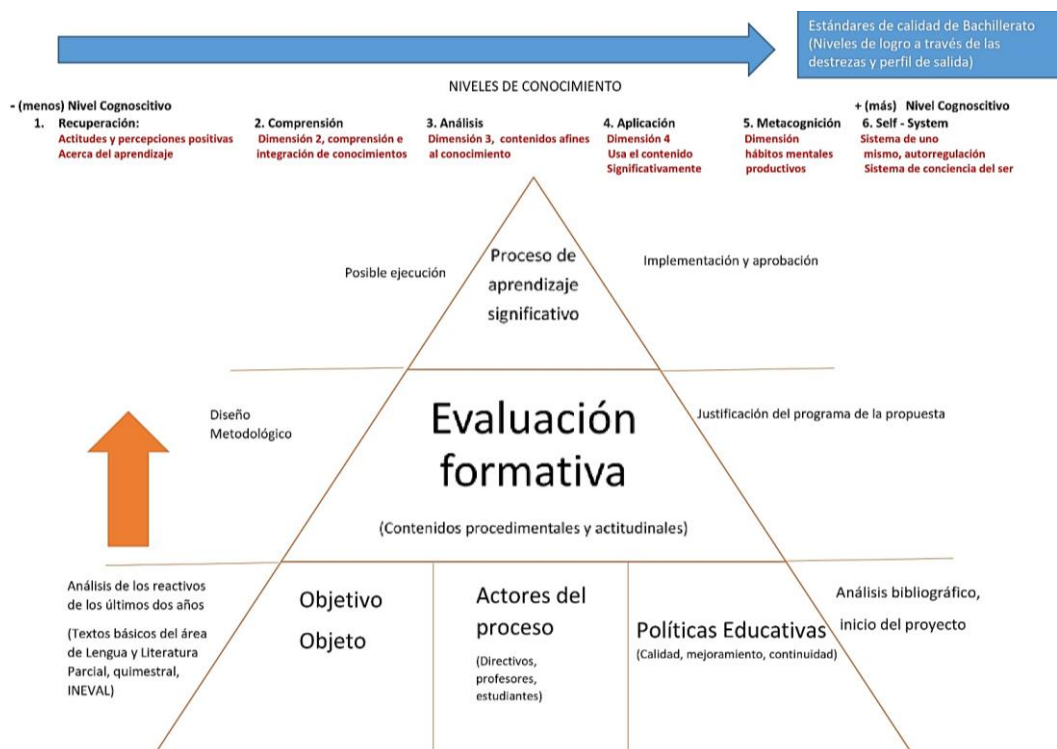 Estándares de calidad de Bachillerato
(Niveles de logro a través de las
destrezas y perfil de salida)
NIVELES DE CONOCIMIENTO
- (menos) Nivel Cognoscitivo
+ (más) Nivel Cognoscitivo
1. Recuperación:
Actitudes y percepciones positivas
Acerca del aprendizaje
2. Comprensión
Dimensión 2, comprensión e
integración de conocimientos
3. Análisis
Dimensión 3, contenidos afines
al conocimiento
4. Aplicación
Dimensión 4
Usa el contenido
Significativamente
5. Metacognición
Dimensión
hábitos mentales
productivos
6. Self - System
Sistema de uno
mismo, autorregulación
Sistema de conciencia del ser
Posible ejecución
Proceso de
aprendizaje
significativo
Implementación y aprobación
Diseño
Metodológico
Evaluación
formativa
(Contenidos procedimentales y actitudinales)
Justificación del programa de la propuesta
Análisis de los reactivos
de los últimos dos años
(Textos básicos del área
de Lengua y Literatura
Parcial, quimestral,
INEVAL)
Objetivo
Objeto
Actores del
proceso
(Directivos,
profesores,
estudiantes)
Políticas Educativas
(Calidad, mejoramiento, continuidad)
Análisis bibliográfico,
inicio del proyecto